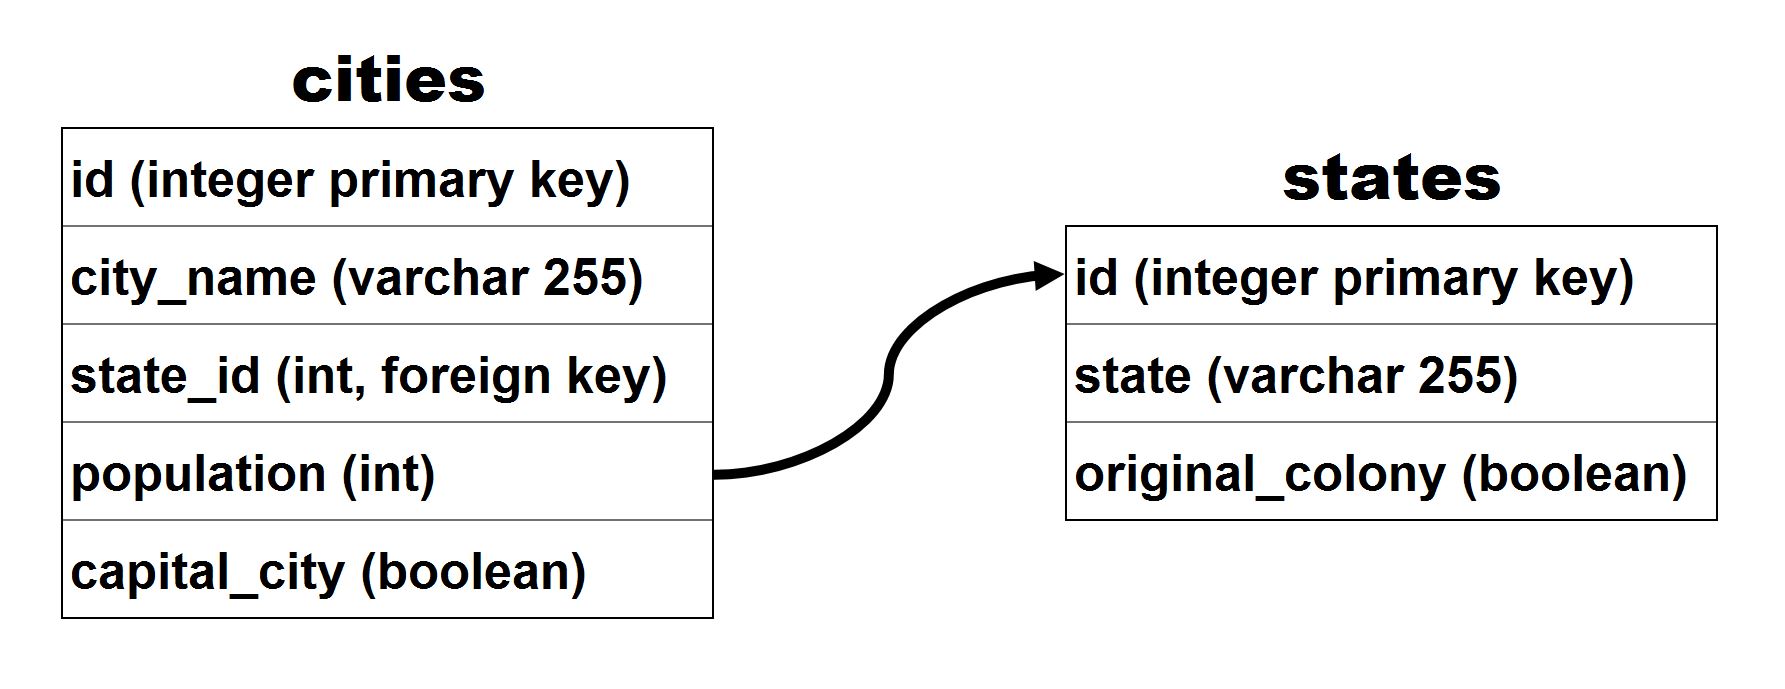 cities
id (integer primary key)
city_name (varchar 255)
state_id (int, foreign key)
population (int)
capital_city (boolean)
states
id (integer primary key)
state (varchar 255)
original_colony (boolean)